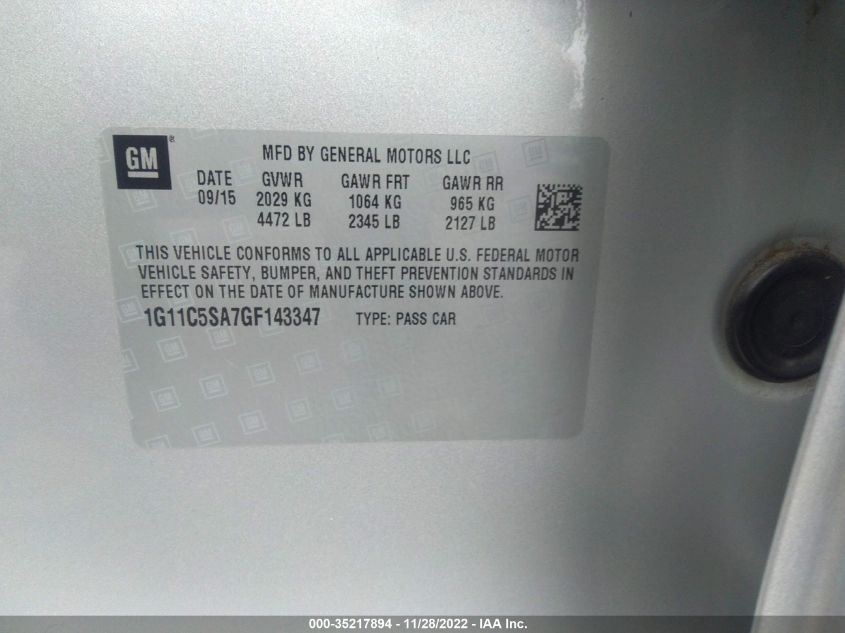 GM®
MFD BY GENERAL MOTORS LLC
DATE GVWR GAWR FRT GAWR RR
09/15 2029 KG 1064 KG 965 KG
4472 LB 2345 LB 2127 LB
THIS VEHICLE CONFORMS TO ALL APPLICABLE U.S. FEDERAL MOTOR
VEHICLE SAFETY, BUMPER, AND THEFT PREVENTION STANDARDS IN
EFFECT ON THE DATE OF MANUFACTURE SHOWN ABOVE.
1G11C5SA7GF143347 TYPE: PASS CAR
000-35217894 - 11/28/2022 - IAA Inc.